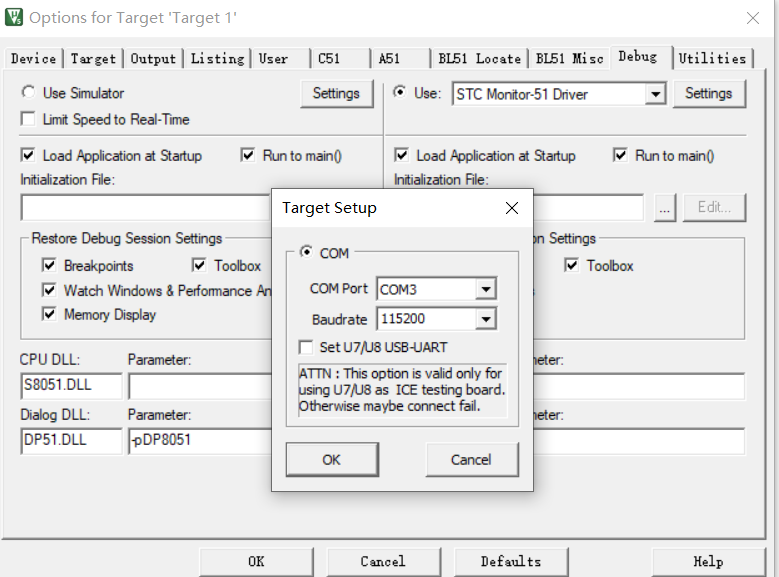 Options for Target 'Target 1'
Device Target Output Listing User C51 A51 BL51 Locate BL51 Misc Debug Utilities
Use Simulator Settings Use: STC Monitor-51 Driver Settings
Limit Speed to Real-Time
Load Application at Startup Run to main() Load Application at Startup Run to main()
Initialization File: Initialization File:
... Edit...
Restore Debug Session Settings on Settings
Breakpoints Toolbox Toolbox
Watch Windows & Performance An
Memory Display
CPU DLL: Parameter: meter:
S8051.DLL
Dialog DLL: Parameter: meter:
DP51.DLL -pDP8051
Target Setup
COM
COM Port COM3
Baudrate 115200
Set U7/U8 USB-UART
ATTN : This option is valid only for
using U7/U8 as ICE testing board.
Otherwise maybe connect fail.
OK Cancel
OK Cancel Defaults Help